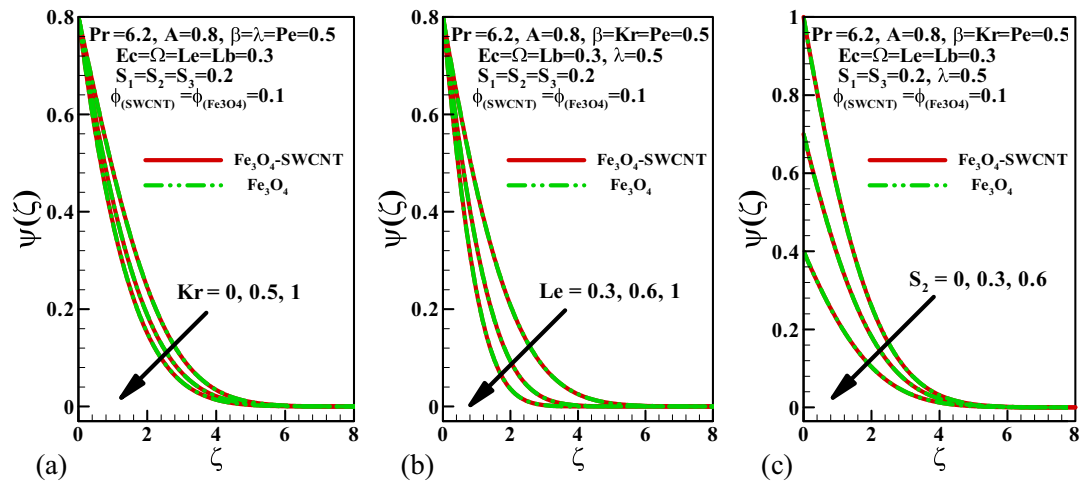 0.8
Pr=6.2, A=0.8, β=λ=Pe=0.5
Ec=Ω=Le=Lb=0.3
S₁=S₂=S₃=0.2
ϕ(SWCNT) =ϕ(Fe3O4)=0.1
0.6
Fe₃O₄-SWCNT
Fe₃O₄
ψ(ζ)
0.4
Kr = 0, 0.5, 1
0.2
0
0 2 4 6 8
(a) ζ
0.8
Pr=6.2, A=0.8, β=Kr=Pe=0.5
Ec=Ω=Lb=0.3, λ=0.5
S₁=S₂=S₃=0.2
ϕ(SWCNT) =ϕ(Fe3O4)=0.1
0.6
Fe₃O₄-SWCNT
Fe₃O₄
ψ(ζ)
0.4
Le = 0.3, 0.6, 1
0.2
0
0 2 4 6 8
(b) ζ
1
Pr=6.2, A=0.8, β=Kr=Pe=0.5
Ec=Ω=Le=Lb=0.3
S₁=S₃=0.2, λ=0.5
ϕ(SWCNT) =ϕ(Fe3O4)=0.1
0.8
Fe₃O₄-SWCNT
Fe₃O₄
0.6
ψ(ζ)
0.4
S₂ = 0, 0.3, 0.6
0.2
0
0 2 4 6 8
(c) ζ